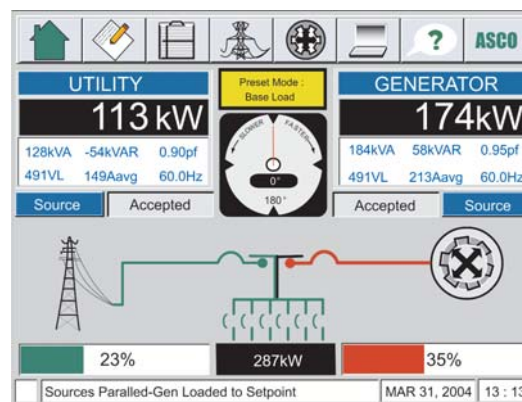 ? ASCO
UTILITY
113 kW
128kVA -54kVAR 0.90pf
491VL 149Aavg 60.0Hz
Source Accepted
Preset Mode :
Base Load
SLOWER FASTER
0°
180°
GENERATOR
174kW
184kVA 58kVAR 0.95pf
491VL 213Aavg 60.0Hz
Accepted Source
23% 287kW 35%
Sources Paralled-Gen Loaded to Setpoint MAR 31, 2004 13 : 13